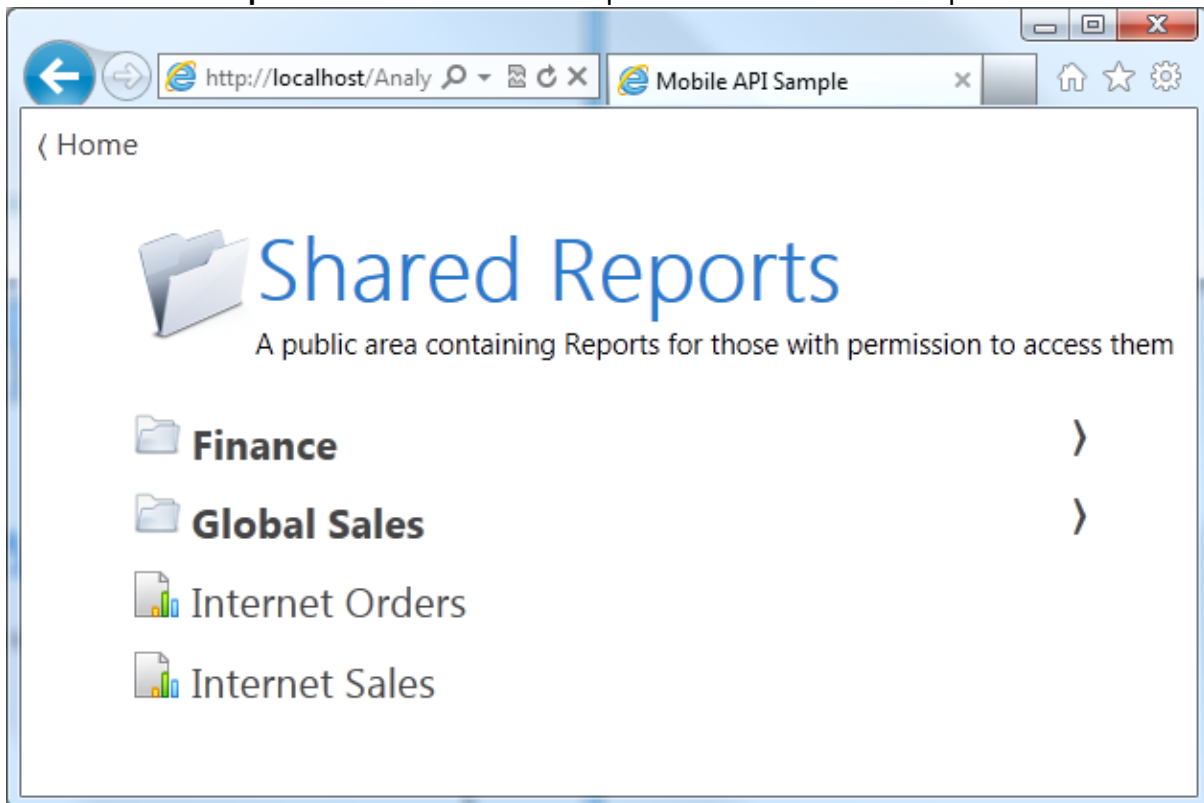 http://localhost/Analy
Mobile API Sample
Home
Shared Reports
A public area containing Reports for those with permission to access them
Finance
Global Sales
Internet Orders
Internet Sales